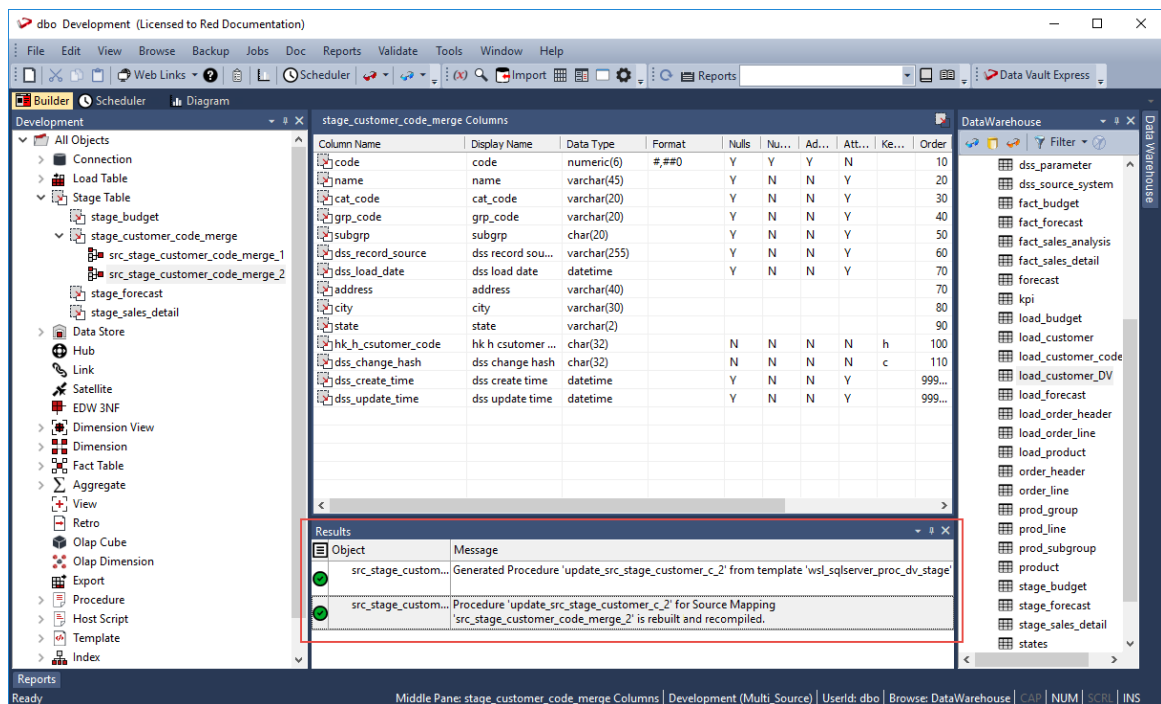 dbo Development (Licensed to Red Documentation)
File Edit View Browse Backup Jobs Doc Reports Validate Tools Window Help
Web Links Scheduler (x) Import Reports Data Vault Express
Builder Scheduler Diagram
Development
All Objects
Connection
Load Table
Stage Table
stage_budget
stage_customer_code_merge
src_stage_customer_code_merge_1
src_stage_customer_code_merge_2
stage_forecast
stage_sales_detail
Data Store
Hub
Link
Satellite
EDW 3NF
Dimension View
Dimension
Fact Table
Aggregate
View
Retro
Olap Cube
Olap Dimension
Export
Procedure
Host Script
Template
Index
stage_customer_code_merge Columns
Column Name Display Name Data Type Format Nulls Nu... Ad... Att... Ke... Order
code code numeric(6) #,##0 Y Y Y N 10
name name varchar(45) Y N N Y 20
cat_code cat_code varchar(20) Y N N Y 30
grp_code grp_code varchar(20) Y N N Y 40
subgrp subgrp char(20) Y N N Y 50
dss_record_source dss record sou... varchar(255) Y N N Y 60
dss_load_date dss load date datetime Y N N Y 70
address address varchar(40) 70
city city varchar(30) 80
state state varchar(2) 90
hk_h_csutomer_code hk h csutomer ... char(32) N N N N h 100
dss_change_hash dss change hash char(32) N N N N c 110
dss_create_time dss create time datetime Y N N Y 999...
dss_update_time dss update time datetime Y N N Y 999...
Results
Object Message
src_stage_custom... Generated Procedure 'update_src_stage_customer_c_2' from template 'wsl_sqlserver_proc_dv_stage'
src_stage_custom... Procedure 'update_src_stage_customer_c_2' for Source Mapping
'src_stage_customer_code_merge_2' is rebuilt and recompiled.
DataWarehouse
Filter
dss_parameter
dss_source_system
fact_budget
fact_forecast
fact_sales_analysis
fact_sales_detail
forecast
kpi
load_budget
load_customer
load_customer_code
load_customer_DV
load_forecast
load_order_header
load_order_line
load_product
order_header
order_line
prod_group
prod_line
prod_subgroup
product
stage_budget
stage_forecast
stage_sales_detail
states
Data Warehouse
Reports
Ready Middle Pane: stage_customer_code_merge Columns Development (Multi_Source) UserId: dbo Browse: DataWarehouse CAP NUM SCRL INS